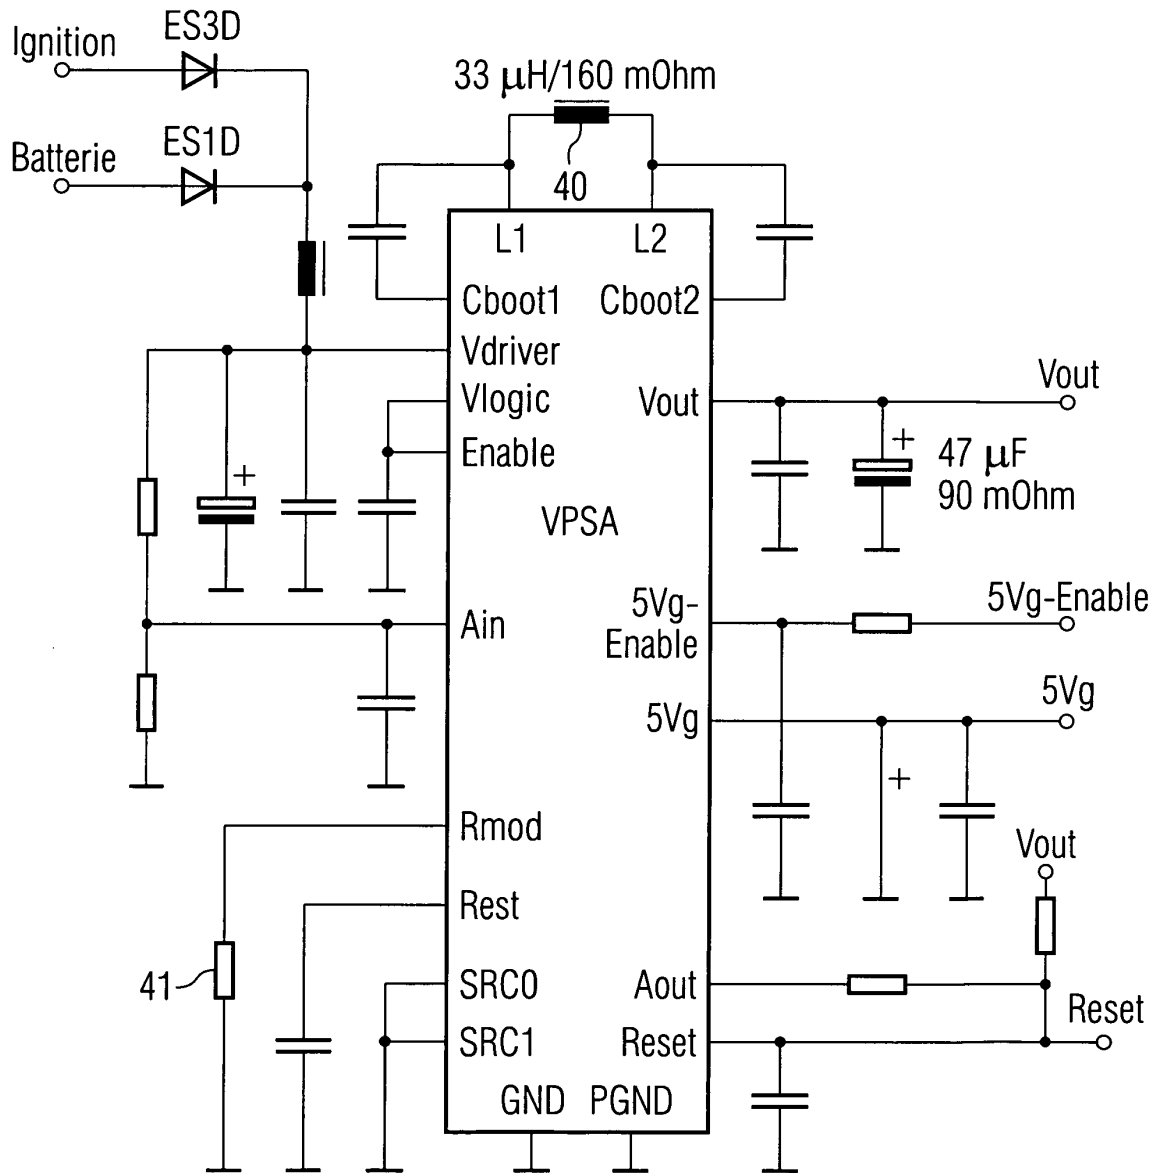 Ignition
ES3D
Batterie
ES1D
33 μH/160 mOhm
40
L1
L2
Cboot1
Cboot2
Vdriver
Vlogic
Vout
Vout
Enable
+
+
47 μF
90 mOhm
VPSA
5Vg-
Enable
5Vg-Enable
Ain
5Vg
5Vg
+
Rmod
Vout
Rest
41
SRC0
Aout
SRC1
Reset
Reset
GND
PGND